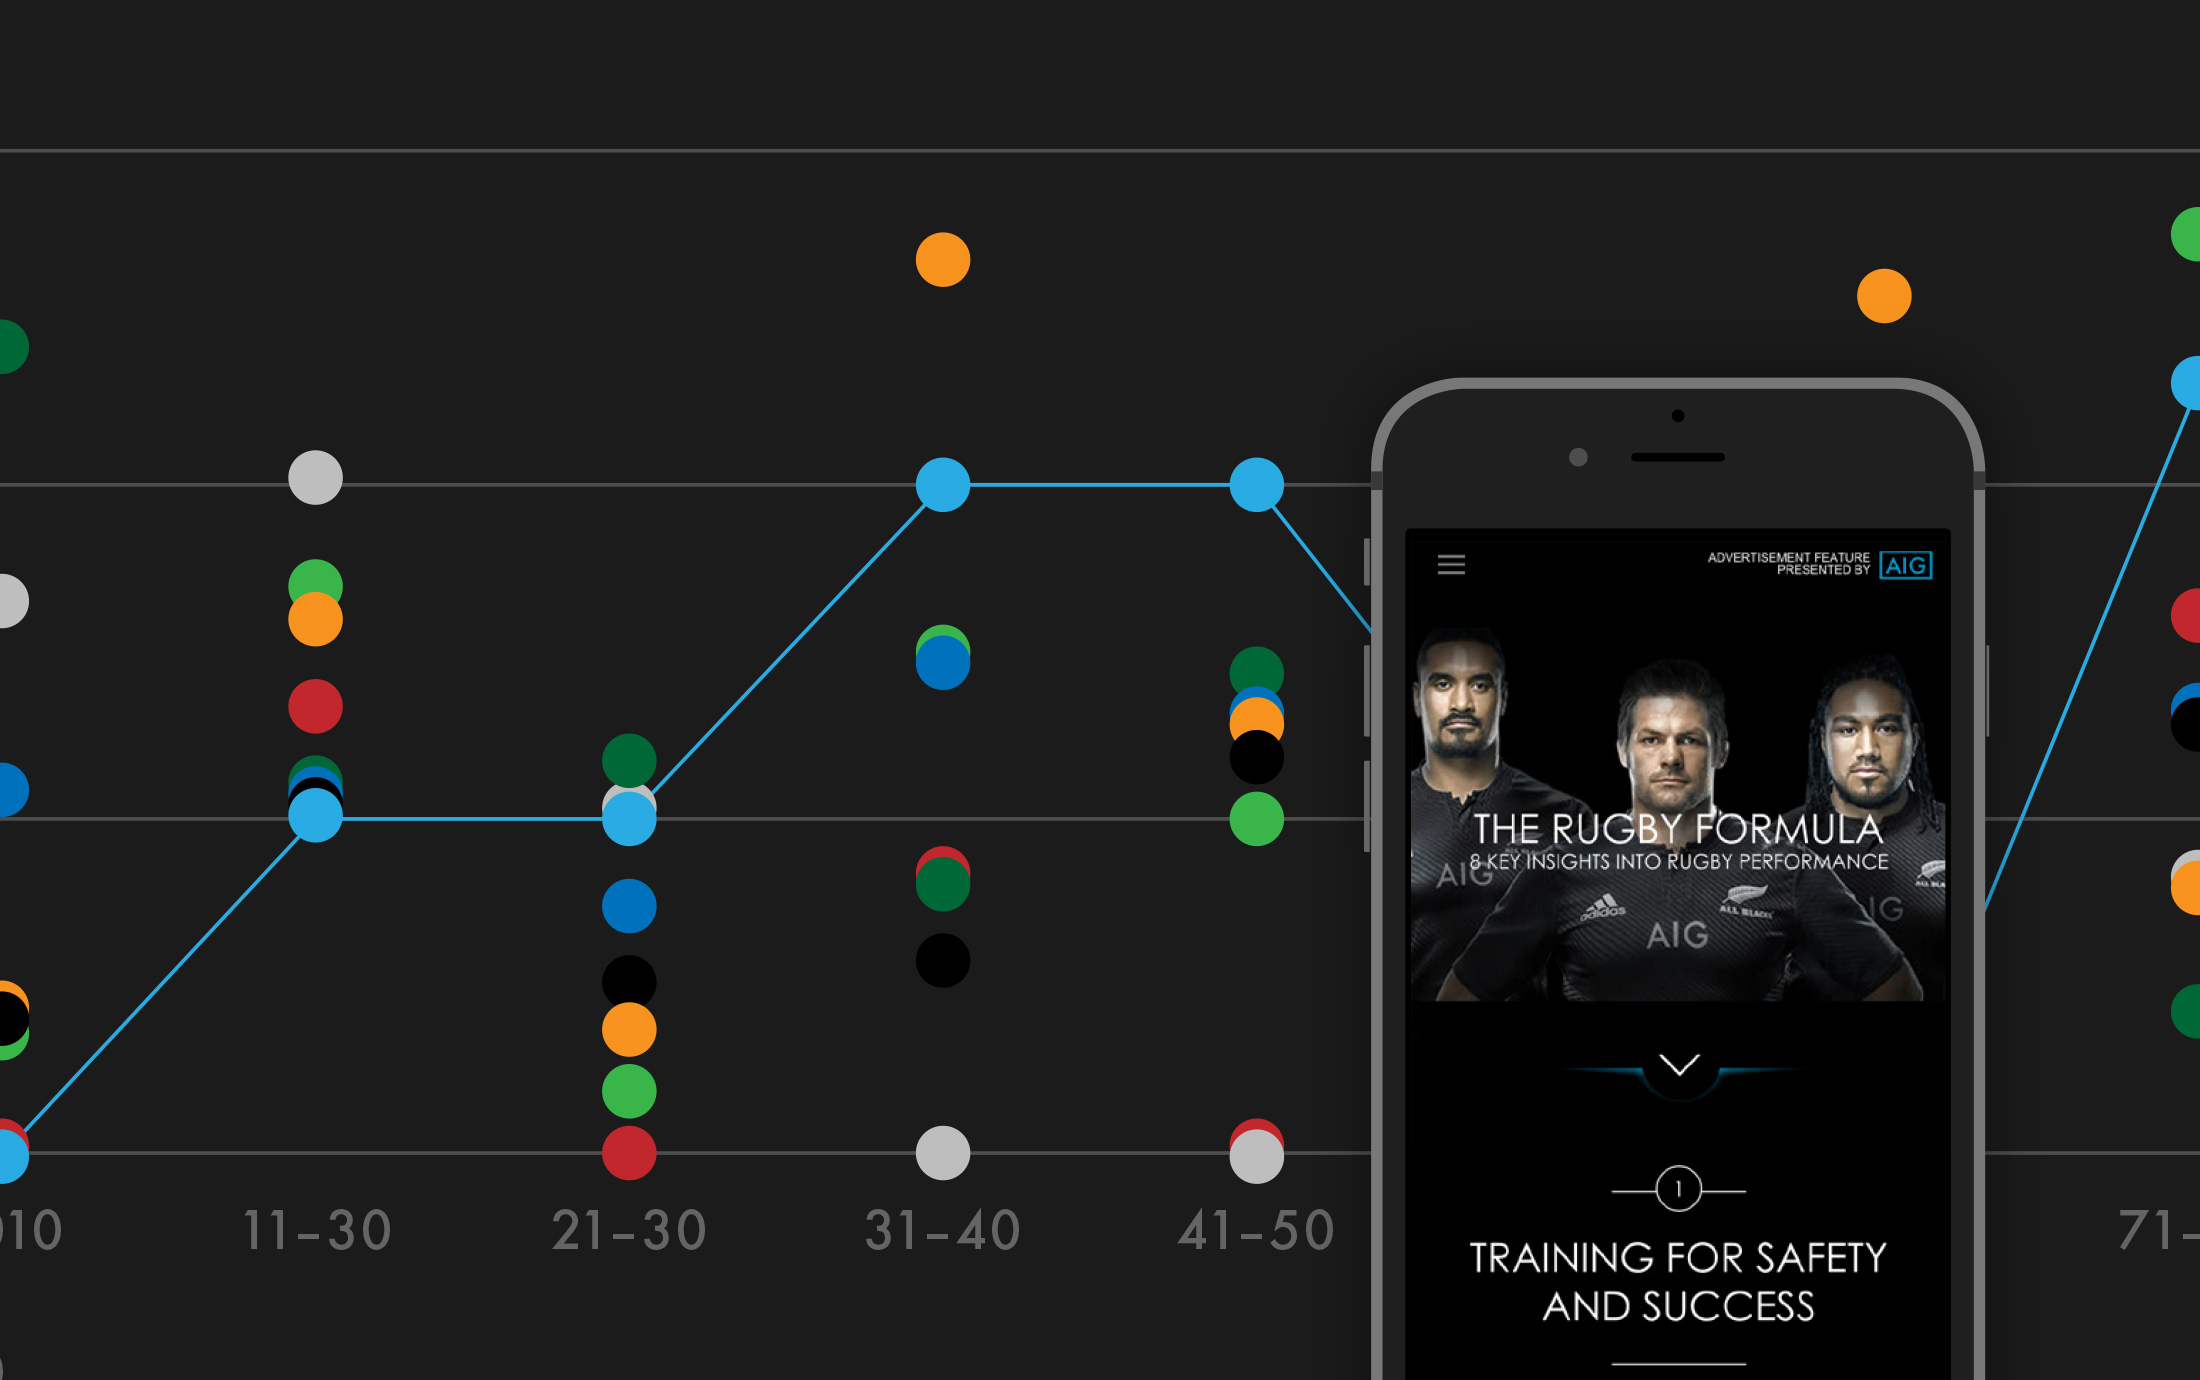 010
11–30
21–30
31–40
41–50
71–
ADVERTISEMENT FEATURE
PRESENTED BY
AIG
THE RUGBY FORMULA
8 KEY INSIGHTS INTO RUGBY PERFORMANCE
AIG
adidas
ALL BLACKS
AIG
1
TRAINING FOR SAFETY
AND SUCCESS